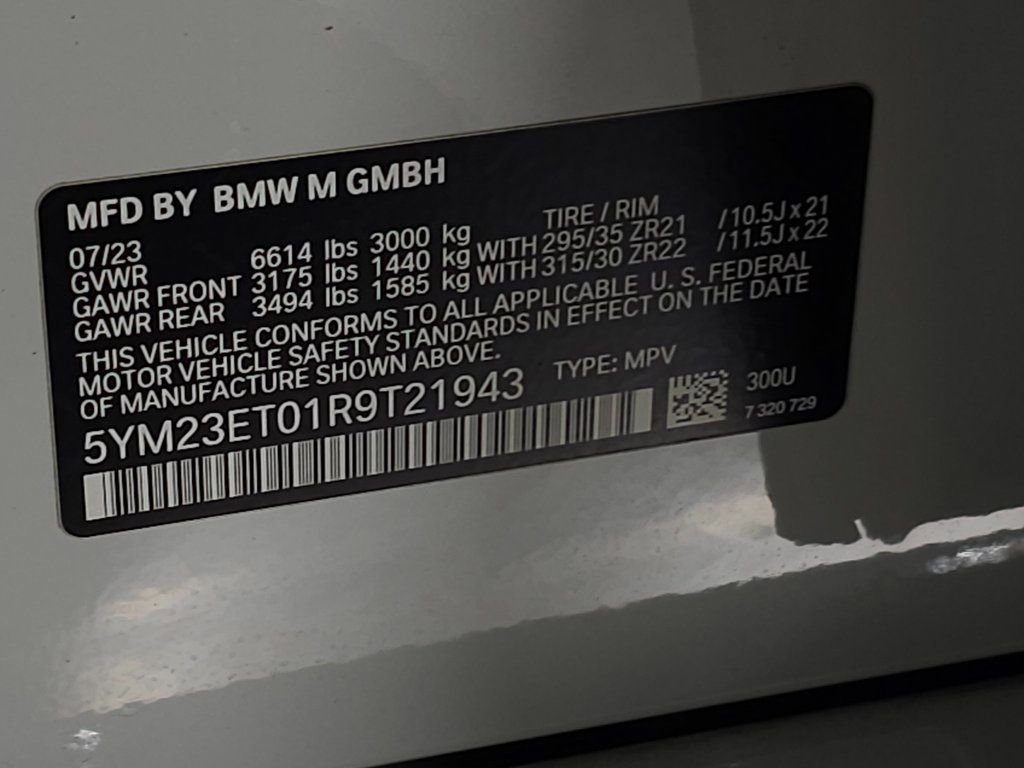 MFD BY BMW M GMBH
07/23 TIRE / RIM
GVWR 6614 lbs 3000 kg
GAWR FRONT 3175 lbs 1440 kg WITH 295/35 ZR21 /10.5J x 21
GAWR REAR 3494 lbs 1585 kg WITH 315/30 ZR22 /11.5J x 22
THIS VEHICLE CONFORMS TO ALL APPLICABLE U. S. FEDERAL
MOTOR VEHICLE SAFETY STANDARDS IN EFFECT ON THE DATE
OF MANUFACTURE SHOWN ABOVE.
5YM23ET01R9T21943 TYPE: MPV
300U
7 320 729